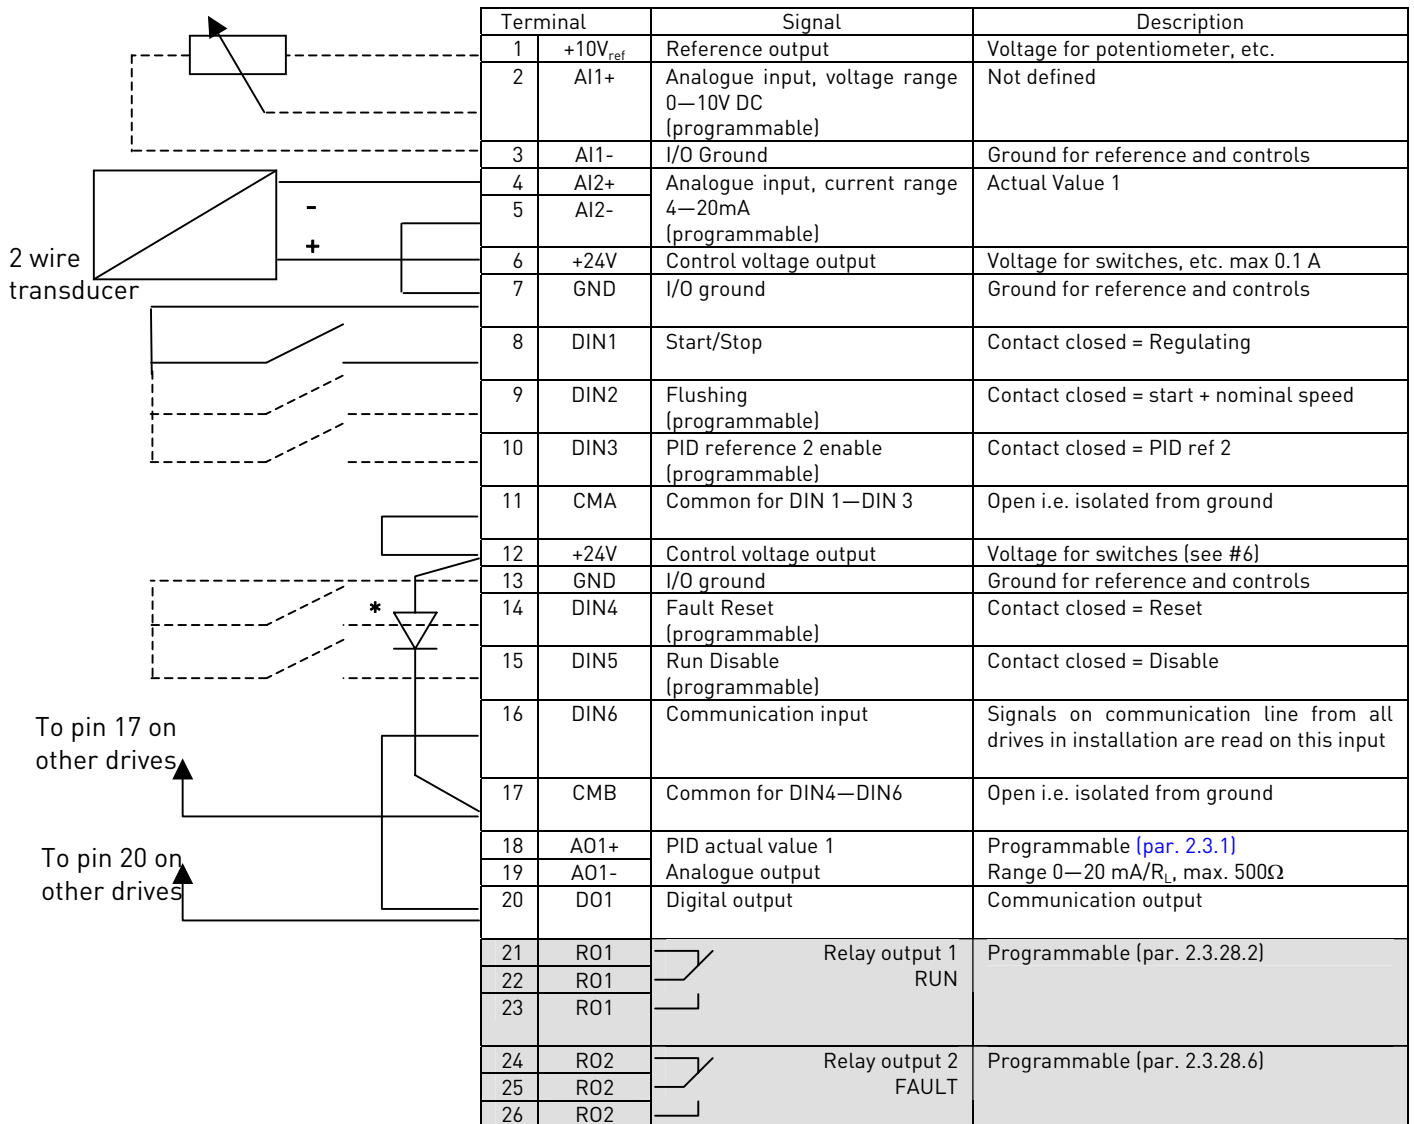 Terminal Signal Description
1 +10Vref Reference output Voltage for potentiometer, etc.
2 AI1+ Analogue input, voltage range Not defined
0—10V DC
(programmable)
3 AI1- I/O Ground Ground for reference and controls
4 AI2+ Analogue input, current range Actual Value 1
5 AI2- 4—20mA
(programmable)
-
+
2 wire
transducer
6 +24V Control voltage output Voltage for switches, etc. max 0.1 A
7 GND I/O ground Ground for reference and controls
8 DIN1 Start/Stop Contact closed = Regulating
9 DIN2 Flushing Contact closed = start + nominal speed
(programmable)
10 DIN3 PID reference 2 enable Contact closed = PID ref 2
(programmable)
11 CMA Common for DIN 1—DIN 3 Open i.e. isolated from ground
12 +24V Control voltage output Voltage for switches (see #6)
13 GND I/O ground Ground for reference and controls
*
14 DIN4 Fault Reset Contact closed = Reset
(programmable)
15 DIN5 Run Disable Contact closed = Disable
(programmable)
16 DIN6 Communication input Signals on communication line from all
drives in installation are read on this input
To pin 17 on
other drives
17 CMB Common for DIN4—DIN6 Open i.e. isolated from ground
18 AO1+ PID actual value 1 Programmable (par. 2.3.1)
19 AO1- Analogue output Range 0—20 mA/RL, max. 500Ω
To pin 20 on
other drives
20 DO1 Digital output Communication output
21 RO1 Relay output 1 Programmable (par. 2.3.28.2)
22 RO1 RUN
23 RO1
24 RO2 Relay output 2 Programmable (par. 2.3.28.6)
25 RO2 FAULT
26 RO2